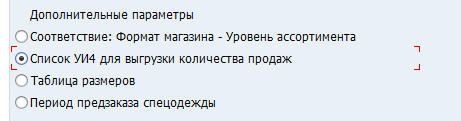 Дополнительные параметры
Соответствие: Формат магазина - Уровень ассортимента
Список УИ4 для выгрузки количества продаж
Таблица размеров
Период предзаказа спецодежды